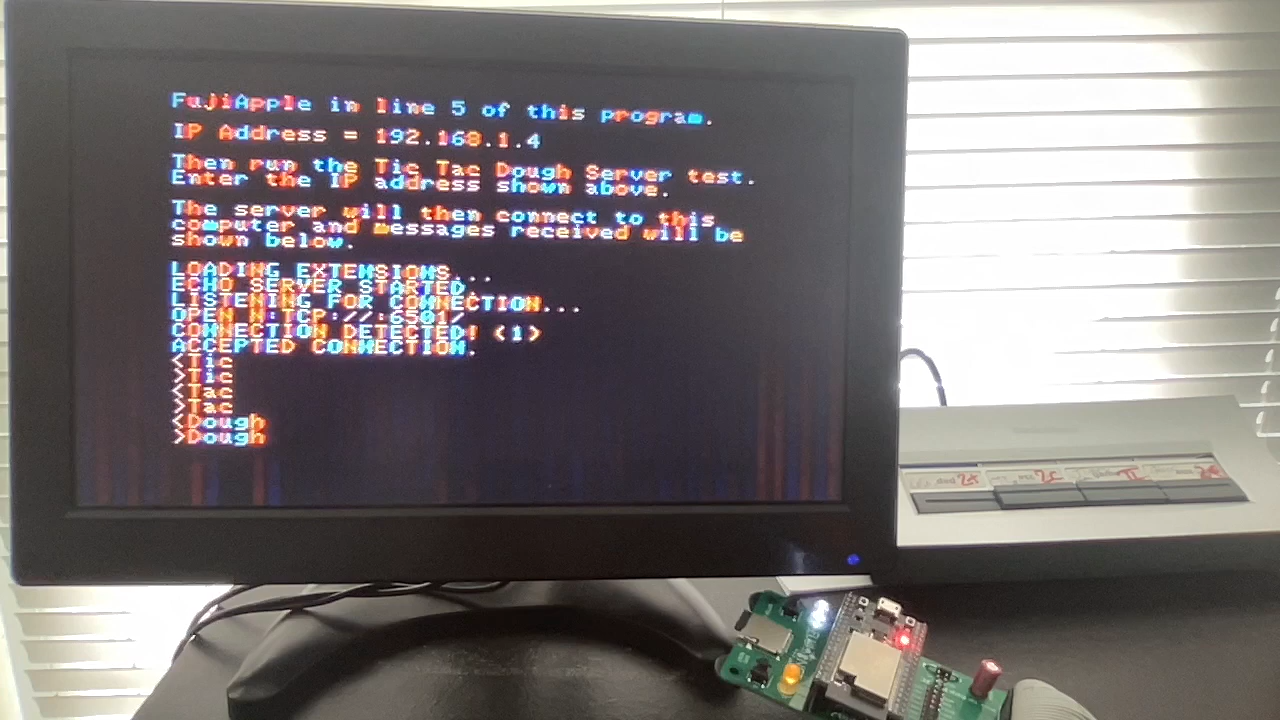 FujiApple in line 5 of this program.
IP Address = 192.168.1.4
Then run the Tic Tac Dough Server test.
Enter the IP address shown above.
The server will then connect to this
computer and messages received will be
shown below.
LOADING EXTENSIONS...
ECHO SERVER STARTED.
LISTENING FOR CONNECTION...
OPEN N:TCP://:6501/
CONNECTION DETECTED! <1>
ACCEPTED CONNECTION.
<Tic
>Tic
<Tac
>Tac
<Dough
>Dough